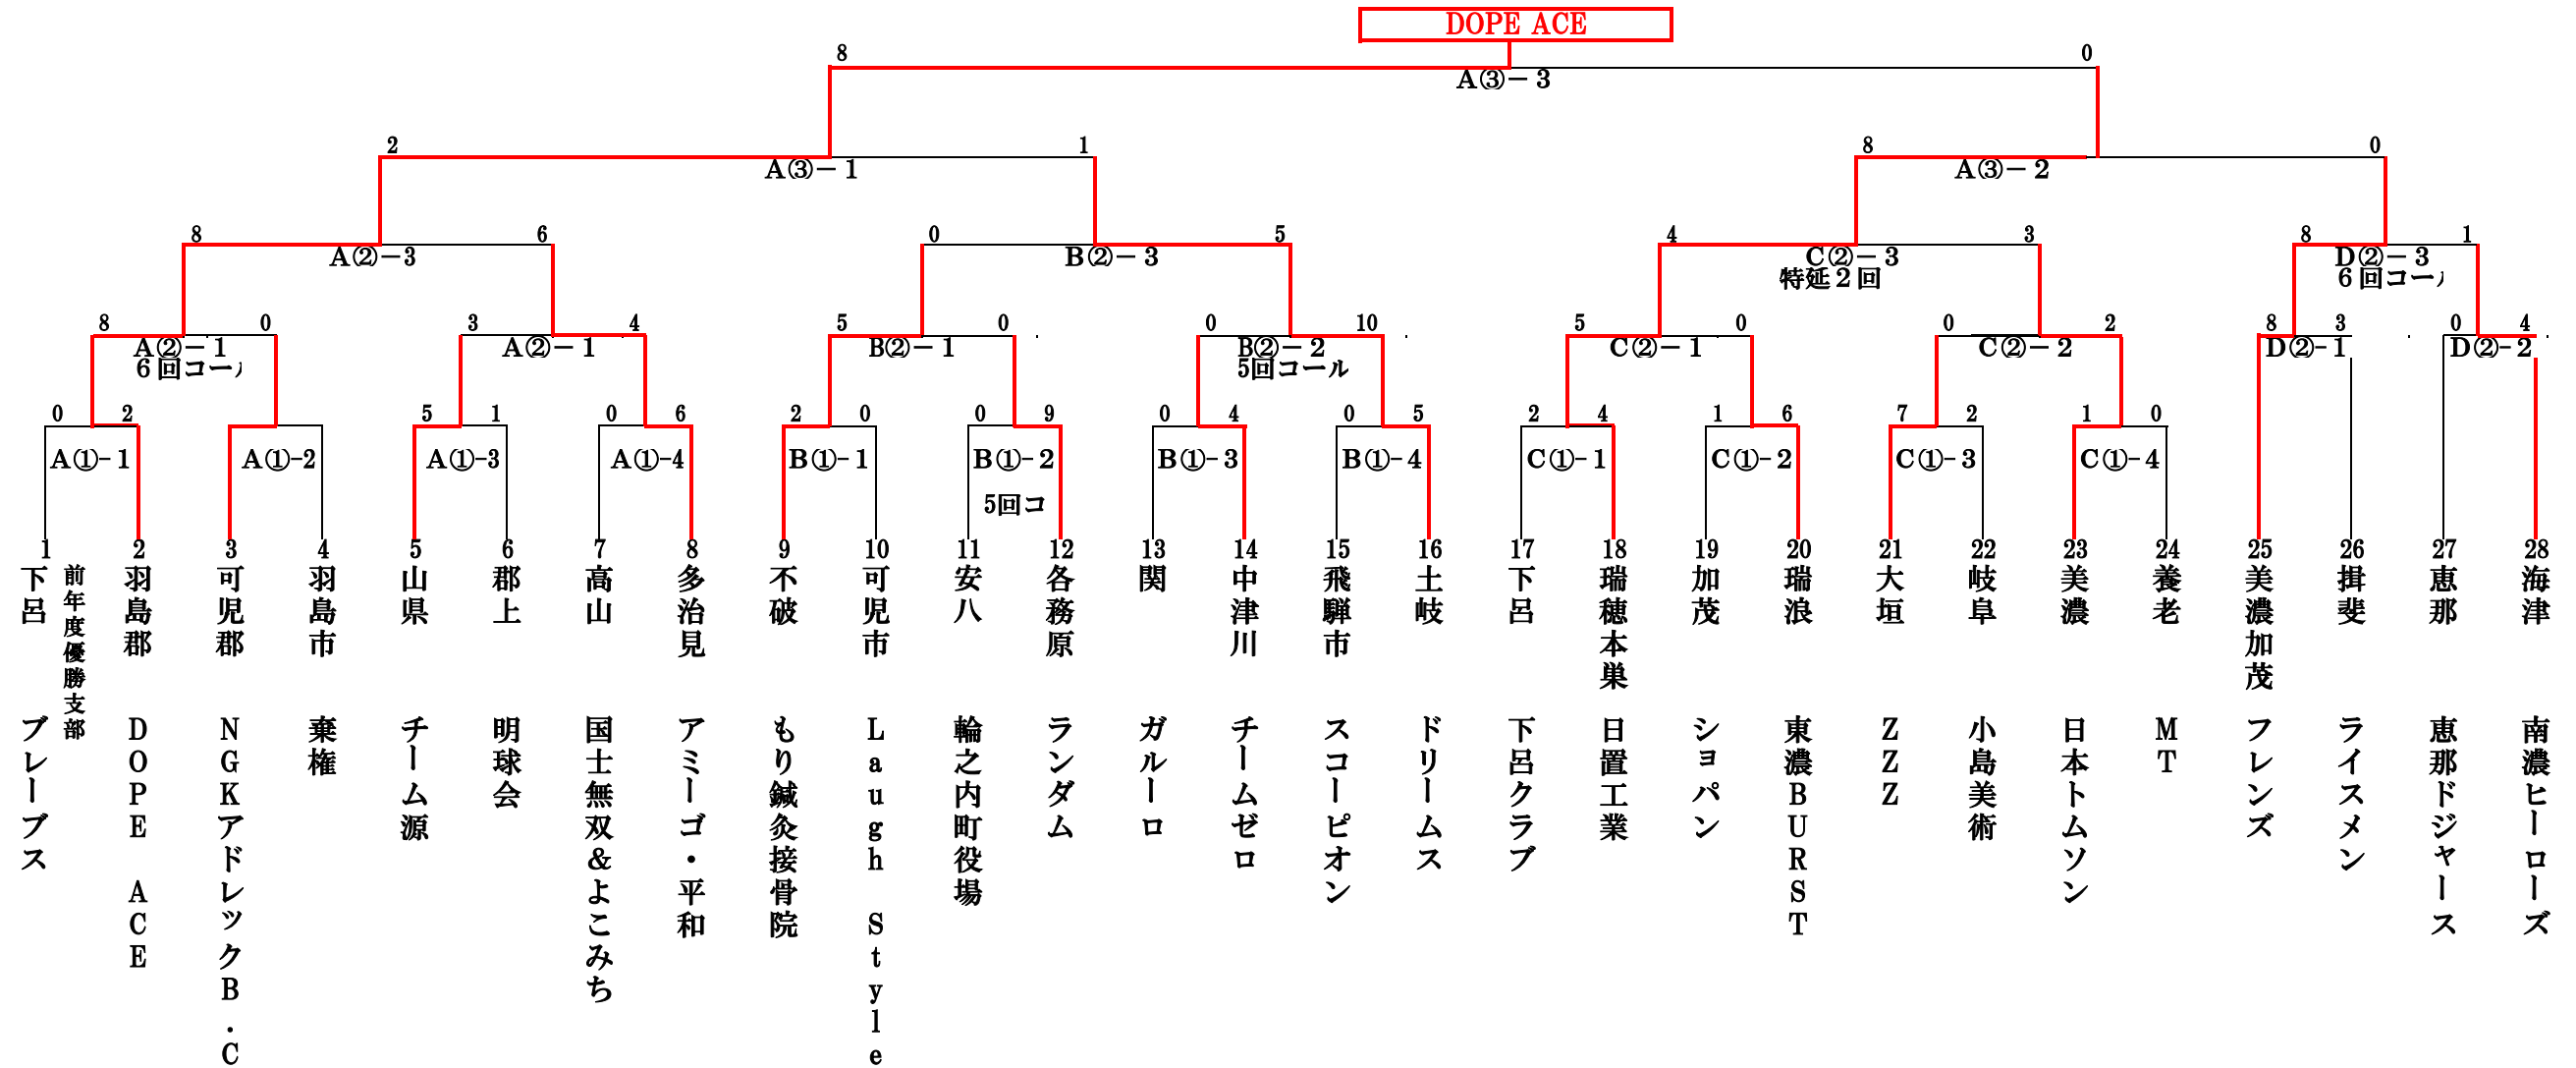 DOPE ACE
8 0
A③－3
2 1 8 0
A③－1 A③－2
8 6 0 5 4 3 8 1
A②－3 B②－3 C②－3 D②－3
特延２回 6回コー
8 0 3 4 5 0 0 10 5 0 0 2 8 3 0 4
A②－1 A②－1 B②－1 B②－2 C②－1 C②－2 D②-1 D②-2
6回コー 5回コール
0 2 5 1 0 6 2 0 0 9 0 4 0 5 2 4 1 6 7 2 1 0
A①-1 A①-2 A①-3 A①-4 B①-1 B①-2 B①-3 B①-4 C①-1 C①-2 C①-3 C①-4
5回コ
1 2 3 4 5 6 7 8 9 10 11 12 13 14 15 16 17 18 19 20 21 22 23 24 25 26 27 28
下呂 ブレーブス
前年度優勝支部
羽島郡 DOPE ACE
可児郡 NGKアドレックB．C
羽島市 棄権
山県 チーム源
郡上 明球会
高山 国士無双＆よこみち
多治見 アミーゴ・平和
不破 もり鍼灸接骨院
可児市 Laugh Style
安八 輪之内町役場
各務原 ランダム
関 ガルーロ
中津川 チームゼロ
飛騨市 スコーピオン
土岐 ドリームス
下呂 下呂クラブ
瑞穂本巣 日置工業
加茂 ショパン
瑞浪 東濃BURST
大垣 ZZZ
岐阜 小島美術
美濃 日本トムソン
養老 MT
美濃加茂 フレンズ
揖斐 ライスメン
恵那 恵那ドジャース
海津 南濃ヒーローズ